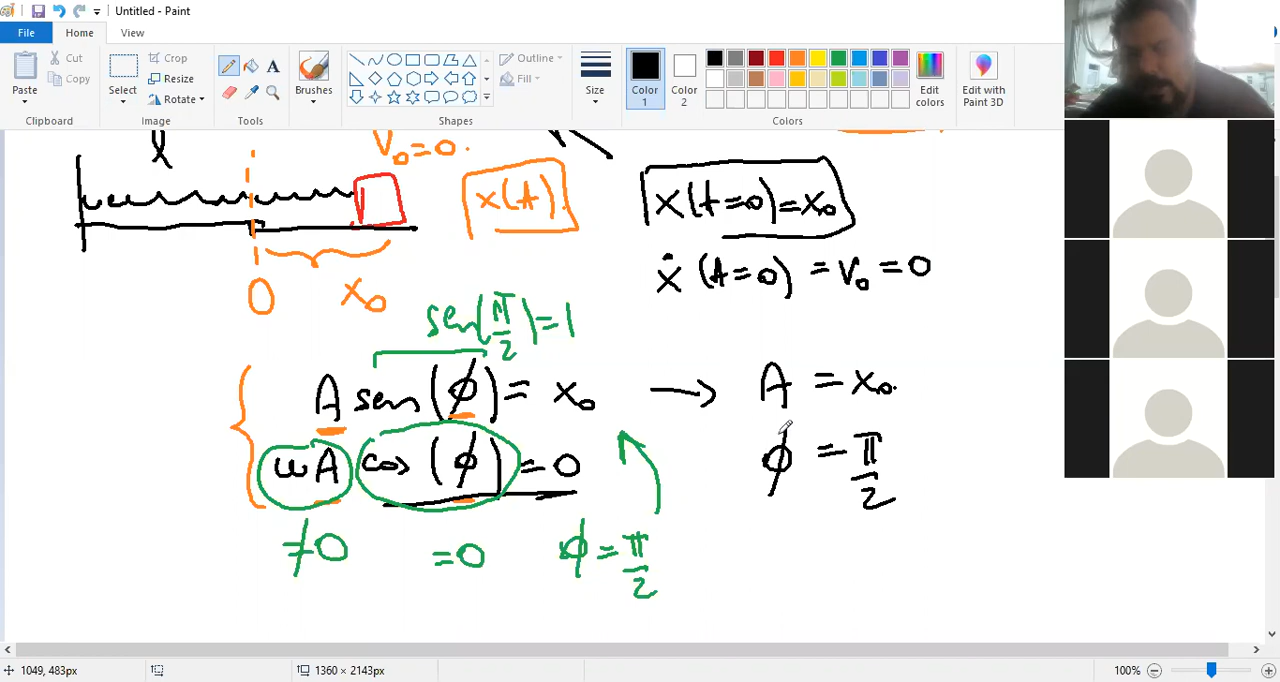 Untitled - Paint
File Home View
Paste Cut Copy Clipboard
Select Crop Resize Rotate Image
A Tools
Brushes
Outline Fill Shapes
Size
Color 1 Color 2 Edit colors Edit with Paint 3D Colors
l V₀=0.
x(t) x(t=0)=x₀
ẋ(t=0) = V₀ = 0
0 x₀
sen(π/2)=1
A sen(ϕ) = x₀ → A = x₀.
ωA cos(ϕ) = 0 ϕ = π/2
≠0 =0 ϕ = π/2
1049, 483px 1360 × 2143px 100%